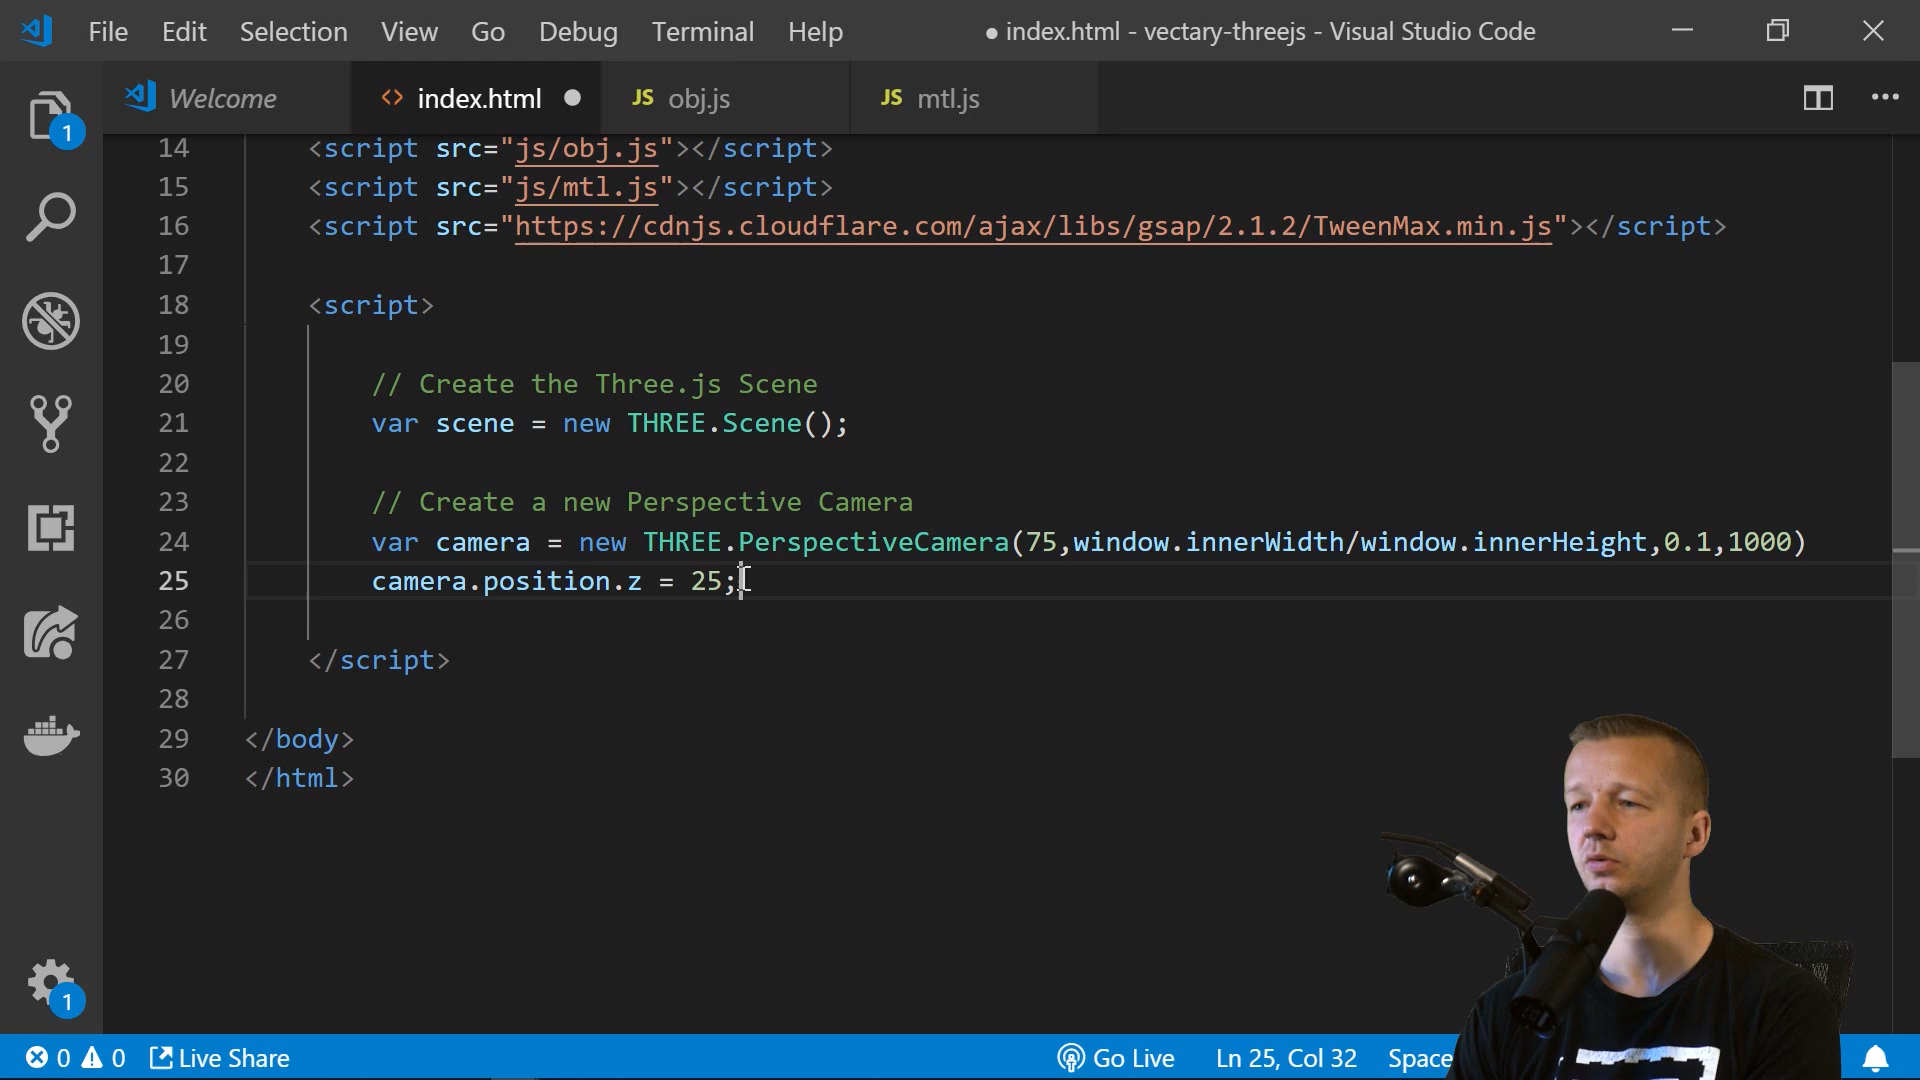 File Edit Selection View Go Debug Terminal Help ● index.html - vectary-threejs - Visual Studio Code
Welcome <> index.html ● JS obj.js JS mtl.js ...
1
14 <script src="js/obj.js"></script>
15 <script src="js/mtl.js"></script>
16 <script src="https://cdnjs.cloudflare.com/ajax/libs/gsap/2.1.2/TweenMax.min.js"></script>
17
18 <script>
19
20 // Create the Three.js Scene
21 var scene = new THREE.Scene();
22
23 // Create a new Perspective Camera
24 var camera = new THREE.PerspectiveCamera(75,window.innerWidth/window.innerHeight,0.1,1000)
25 camera.position.z = 25;
26
27 </script>
28
29 </body>
30 </html>
1
0 0 Live Share Go Live Ln 25, Col 32 Space